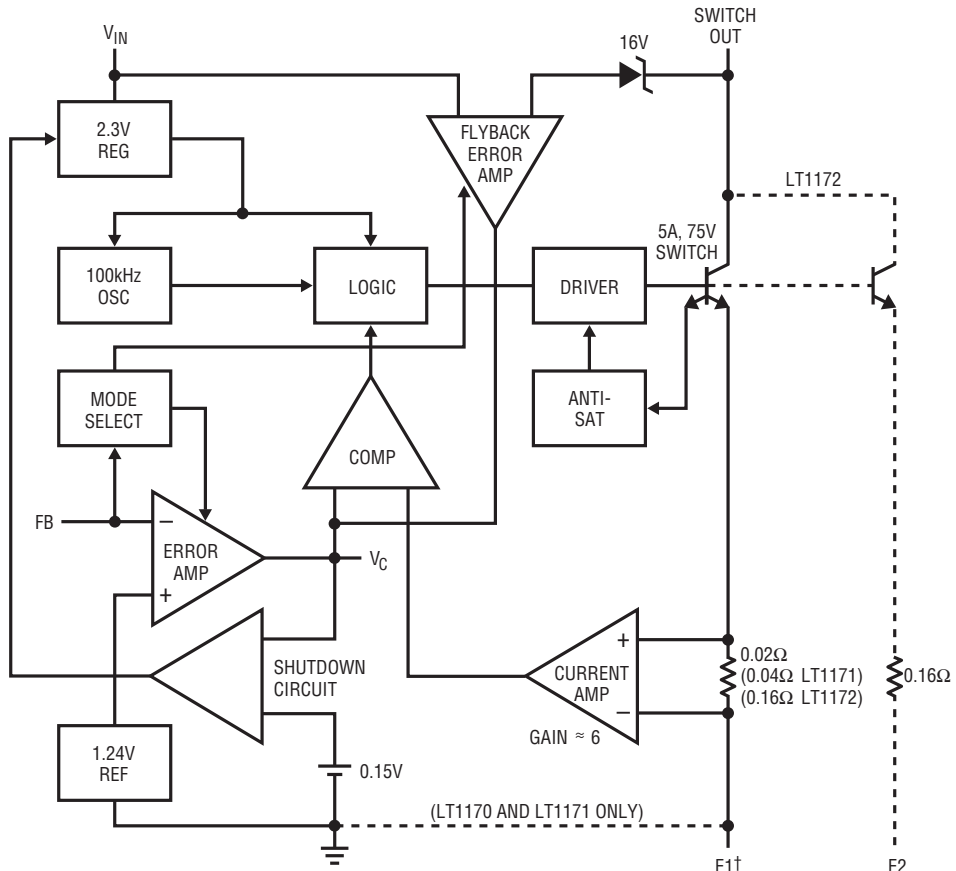 SWITCH
OUT
V_IN
16V
2.3V
REG
FLYBACK
ERROR
AMP
LT1172
5A, 75V
SWITCH
100kHz
OSC
LOGIC
DRIVER
MODE
SELECT
ANTI-
SAT
COMP
FB
−
ERROR
AMP
+
V_C
SHUTDOWN
CIRCUIT
+
CURRENT
AMP
−
GAIN ≈ 6
0.02Ω
(0.04Ω LT1171)
(0.16Ω LT1172)
0.16Ω
1.24V
REF
0.15V
(LT1170 AND LT1171 ONLY)
E1†
E2